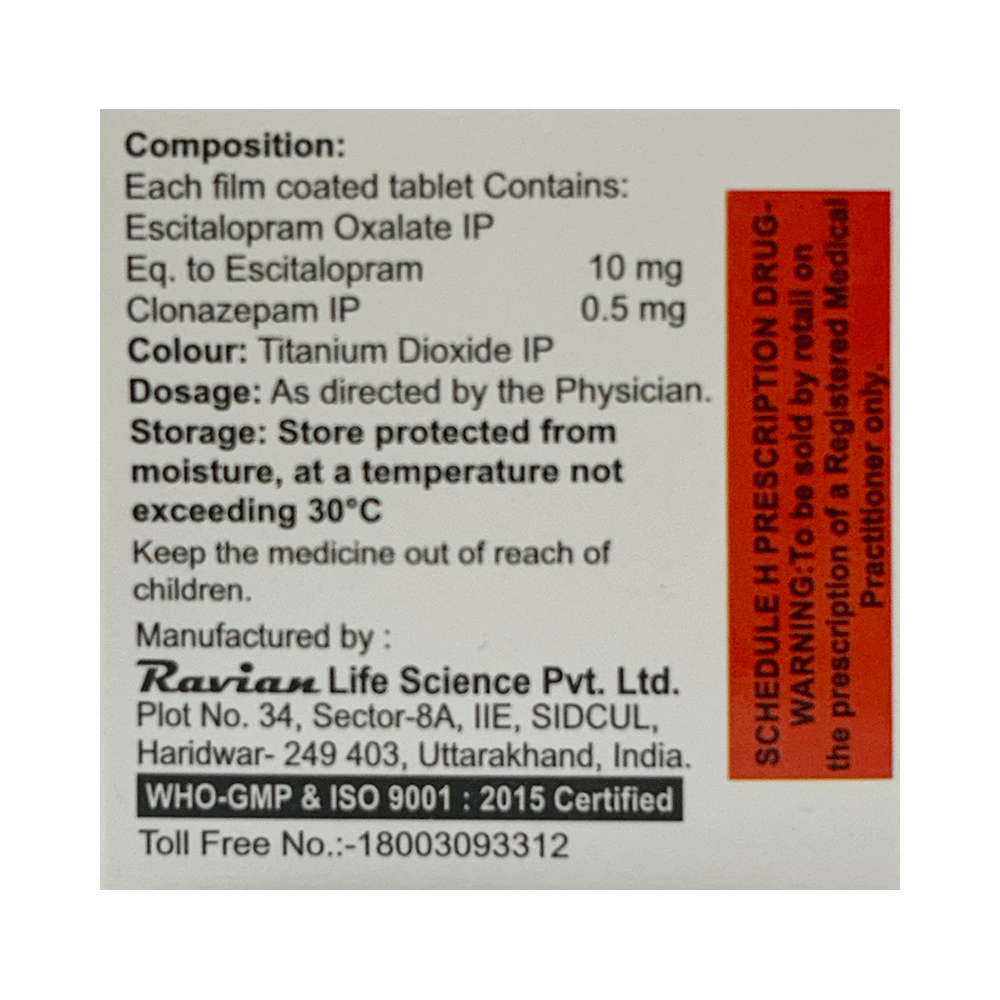 Composition:
Each film coated tablet Contains:
Escitalopram Oxalate IP
Eq. to Escitalopram 10 mg
Clonazepam IP 0.5 mg
Colour: Titanium Dioxide IP
Dosage: As directed by the Physician.
Storage: Store protected from
moisture, at a temperature not
exceeding 30°C
Keep the medicine out of reach of
children.
Manufactured by :
Ravian Life Science Pvt. Ltd.
Plot No. 34, Sector-8A, IIE, SIDCUL,
Haridwar- 249 403, Uttarakhand, India.
WHO-GMP & ISO 9001 : 2015 Certified
Toll Free No.:-18003093312
SCHEDULE H PRESCRIPTION DRUG-
WARNING:To be sold by retail on
the prescription of a Registered Medical
Practitioner only.